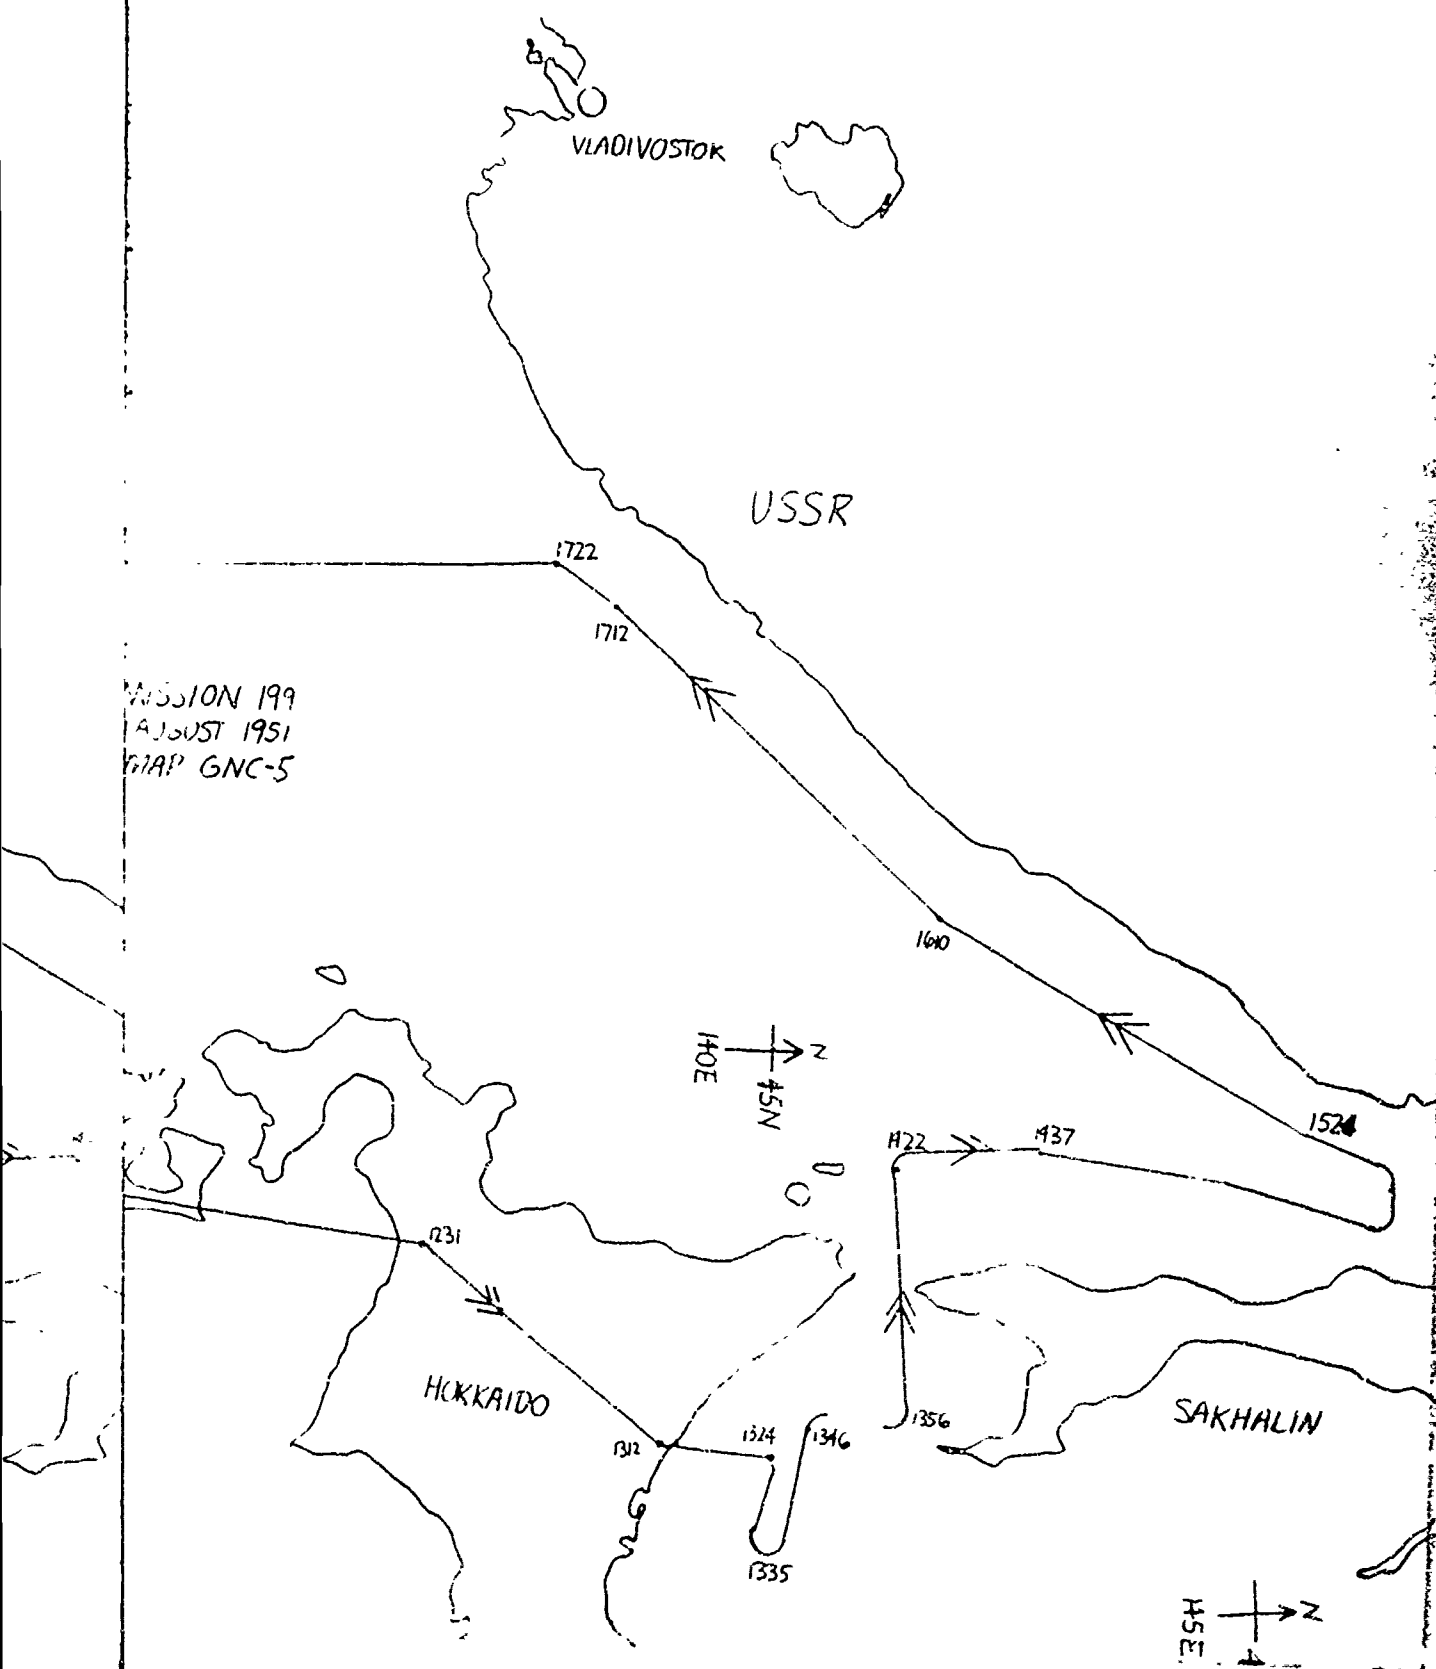 VLADIVOSTOK
USSR
1722
1712
MISSION 199
AUGUST 1951
MAP GNC-5
1610
N
140E
45N
1422
1437
1524
1231
HOKKAIDO
1312
1324
1346
1356
1335
SAKHALIN
N
145E